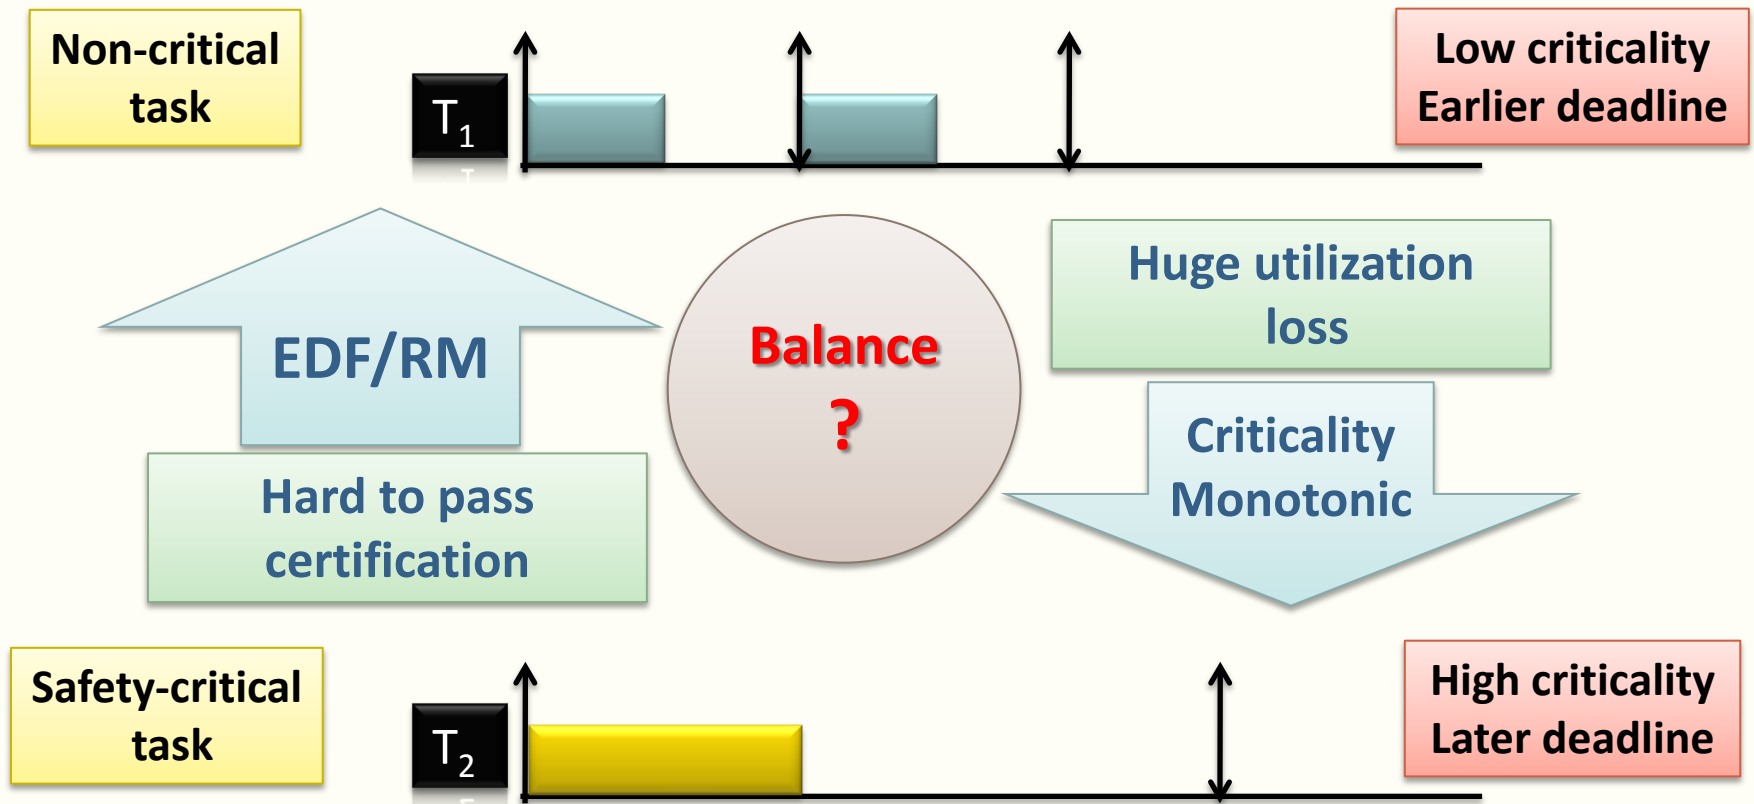 Non-critical
task
T1
Low criticality
Earlier deadline
EDF/RM
Hard to pass
certification
Balance
?
Huge utilization
loss
Criticality
Monotonic
Safety-critical
task
T2
High criticality
Later deadline